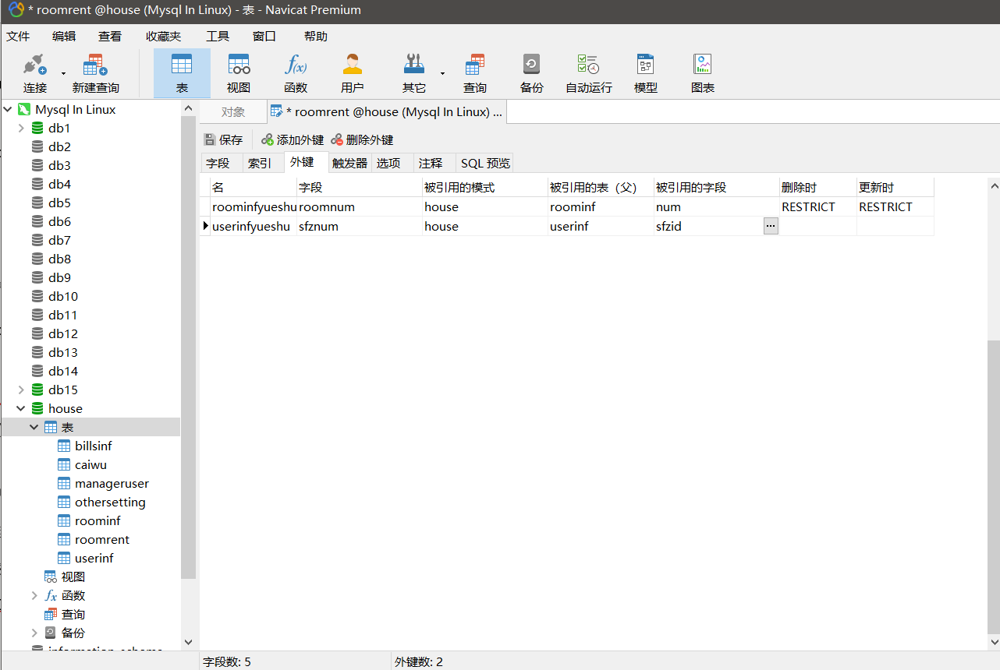 * roomrent @house (Mysql In Linux) - 表 - Navicat Premium
文件 编辑 查看 收藏夹 工具 窗口 帮助
连接 新建查询 表 视图 函数 用户 其它 查询 备份 自动运行 模型 图表
Mysql In Linux
db1
db2
db3
db4
db5
db6
db7
db8
db9
db10
db11
db12
db13
db14
db15
house
表
billsinf
caiwu
manageruser
othersetting
roominf
roomrent
userinf
视图
函数
查询
备份
information_schema
对象 * roomrent @house (Mysql In Linux) ...
保存 添加外键 删除外键
字段 索引 外键 触发器 选项 注释 SQL 预览
名 字段 被引用的模式 被引用的表（父） 被引用的字段 删除时 更新时
roominfyueshu roomnum house roominf num RESTRICT RESTRICT
userinfyueshu sfznum house userinf sfzid ...
字段数: 5 外键数: 2